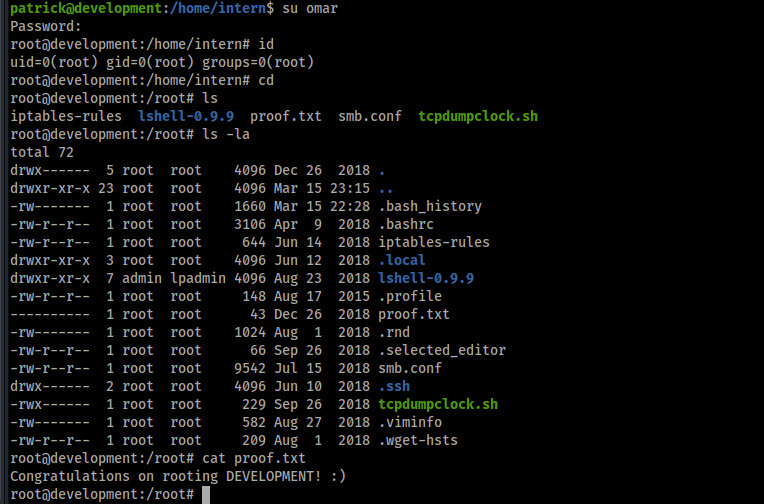 patrick@development:/home/intern$ su omar
Password:
root@development:/home/intern# id
uid=0(root) gid=0(root) groups=0(root)
root@development:/home/intern# cd
root@development:/root# ls
iptables-rules  lshell-0.9.9  proof.txt  smb.conf  tcpdumpclock.sh
root@development:/root# ls -la
total 72
drwx------  5 root  root    4096 Dec 26  2018 .
drwxr-xr-x 23 root  root    4096 Mar 15 23:15 ..
-rw-------  1 root  root    1660 Mar 15 22:28 .bash_history
-rw-r--r--  1 root  root    3106 Apr  9  2018 .bashrc
-rw-r--r--  1 root  root     644 Jun 14  2018 iptables-rules
drwxr-xr-x  3 root  root    4096 Jun 12  2018 .local
drwxr-xr-x  7 admin lpadmin 4096 Aug 23  2018 lshell-0.9.9
-rw-r--r--  1 root  root     148 Aug 17  2015 .profile
----------  1 root  root      43 Dec 26  2018 proof.txt
-rw-------  1 root  root    1024 Aug  1  2018 .rnd
-rw-r--r--  1 root  root      66 Sep 26  2018 .selected_editor
-rw-r--r--  1 root  root    9542 Jul 15  2018 smb.conf
drwx------  2 root  root    4096 Jun 10  2018 .ssh
-rwx------  1 root  root     229 Sep 26  2018 tcpdumpclock.sh
-rw-------  1 root  root     582 Aug 27  2018 .viminfo
-rw-r--r--  1 root  root     209 Aug  1  2018 .wget-hsts
root@development:/root# cat proof.txt
Congratulations on rooting DEVELOPMENT! :)
root@development:/root#